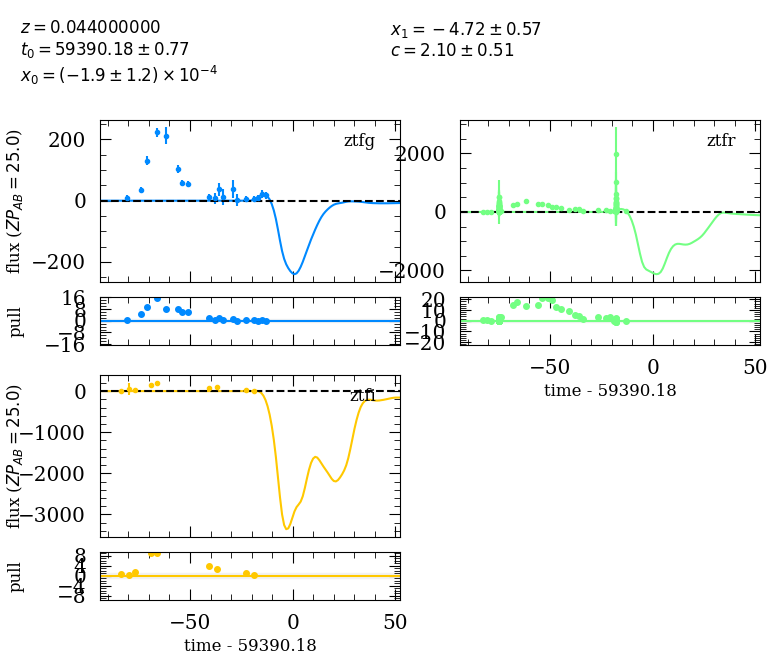 z = 0.044000000
t0 = 59390.18 ± 0.77
x0 = (−1.9 ± 1.2) × 10^−4
x1 = −4.72 ± 0.57
c = 2.10 ± 0.51
ztfg
200
0
−200
flux (ZP_AB = 25.0)
16
8
0
−8
−16
pull
ztfr
2000
0
−2000
20
10
0
−10
−20
−50 0 50
time - 59390.18
ztfi
0
−1000
−2000
−3000
flux (ZP_AB = 25.0)
8
4
0
−4
−8
pull
−50 0 50
time - 59390.18